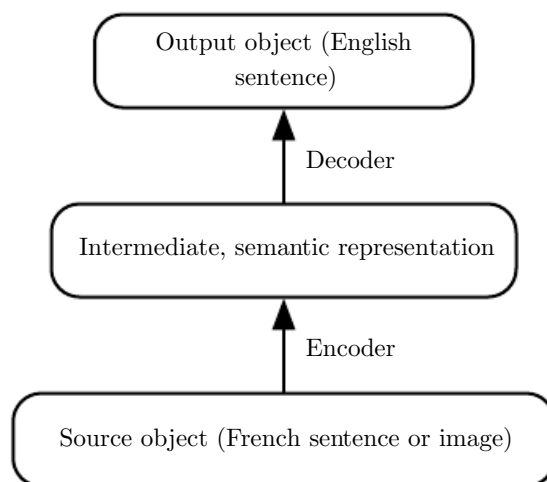 Output object (English
sentence)
Decoder
Intermediate, semantic representation
Encoder
Source object (French sentence or image)